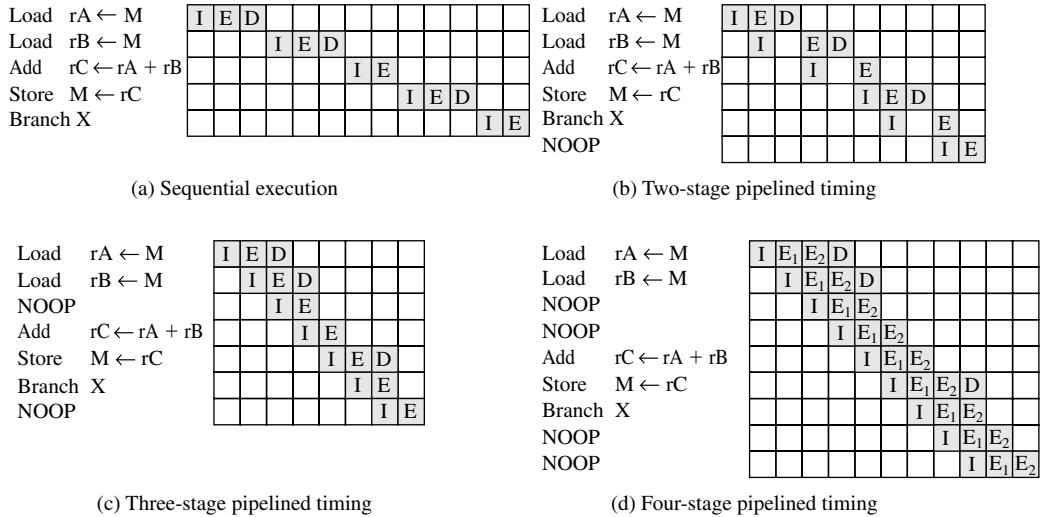 Load rA ← M I E D
Load rB ← M I E D
Add rC ← rA + rB I E
Store M ← rC I E D
Branch X I E
(a) Sequential execution
Load rA ← M I E D
Load rB ← M I E D
Add rC ← rA + rB I E
Store M ← rC I E D
Branch X I E
NOOP I E
(b) Two-stage pipelined timing
Load rA ← M I E D
Load rB ← M I E D
NOOP I E
Add rC ← rA + rB I E
Store M ← rC I E D
Branch X I E
NOOP I E
(c) Three-stage pipelined timing
Load rA ← M I E₁ E₂ D
Load rB ← M I E₁ E₂ D
NOOP I E₁ E₂
NOOP I E₁ E₂
Add rC ← rA + rB I E₁ E₂
Store M ← rC I E₁ E₂ D
Branch X I E₁ E₂
NOOP I E₁ E₂
NOOP I E₁ E₂
(d) Four-stage pipelined timing